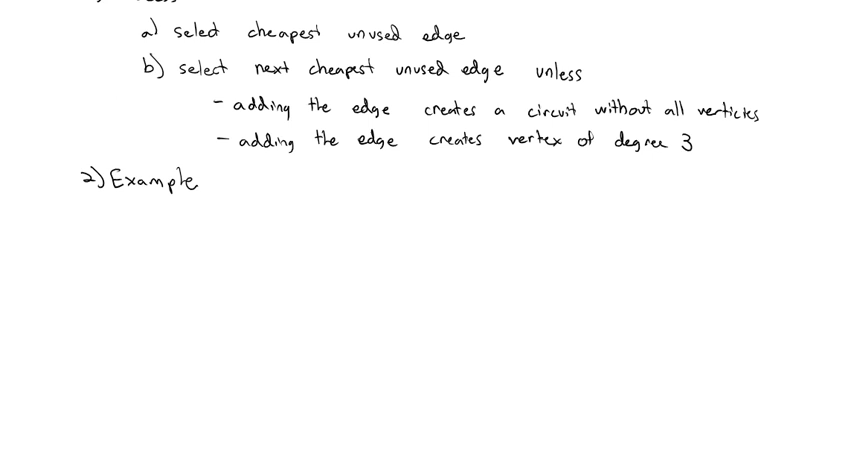 a) select cheapest unused edge
b) select next cheapest unused edge unless
- adding the edge creates a circuit without all verticies
- adding the edge creates vertex of degree 3
2) Example